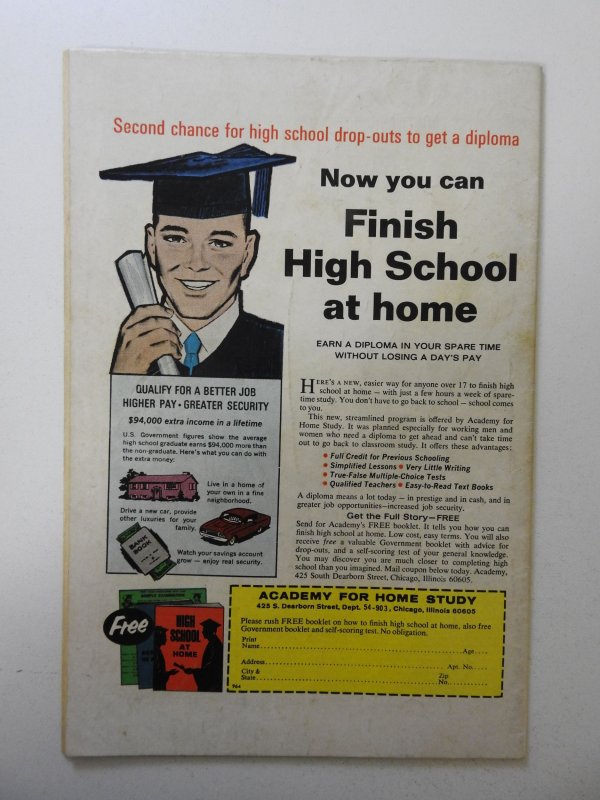 Second chance for high school drop-outs to get a diploma
Now you can
Finish
High School
at home
EARN A DIPLOMA IN YOUR SPARE TIME
WITHOUT LOSING A DAY'S PAY
HERE'S A NEW, easier way for anyone over 17 to finish high
school at home — with just a few hours a week of spare-
time study. You don't have to go back to school — school comes
to you.
This new, streamlined program is offered by Academy for
Home Study. It was planned especially for working men and
women who need a diploma to get ahead and can't take time
out to go back to classroom study. It offers these advantages:
• Full Credit for Previous Schooling
• Simplified Lessons • Very Little Writing
• True-False Multiple-Choice Tests
• Qualified Teachers • Easy-to-Read Text Books
A diploma means a lot today — in prestige and in cash, and in
greater job opportunities—increased job security.
Get the Full Story—FREE
Send for Academy's FREE booklet. It tells you how you can
finish high school at home. Low cost, easy terms. You will also
receive free a valuable Government booklet with advice for
drop-outs, and a self-scoring test of your general knowledge.
You may discover you are much closer to completing high
school than you imagined. Mail coupon below today. Academy,
425 South Dearborn Street, Chicago, Illinois 60605.
QUALIFY FOR A BETTER JOB
HIGHER PAY • GREATER SECURITY
$94,000 extra income in a lifetime
U.S. Government figures show the average
high school graduate earns $94,000 more than
the non-graduate. Here's what you can do with
the extra money:
Live in a home of
your own in a fine
neighborhood.
Drive a new car, provide
other luxuries for your
family.
BANK
BOOK
Watch your savings account
grow — enjoy real security.
Free
HIGH
SCHOOL
AT
HOME
ACADEMY FOR HOME STUDY
425 S. Dearborn Street, Dept. 54-903, Chicago, Illinois 60605
Please rush FREE booklet on how to finish high school at home, also free
Government booklet and self-scoring test. No obligation.
Print
Name Age
Address Apt. No.
City & Zip
State No.
964